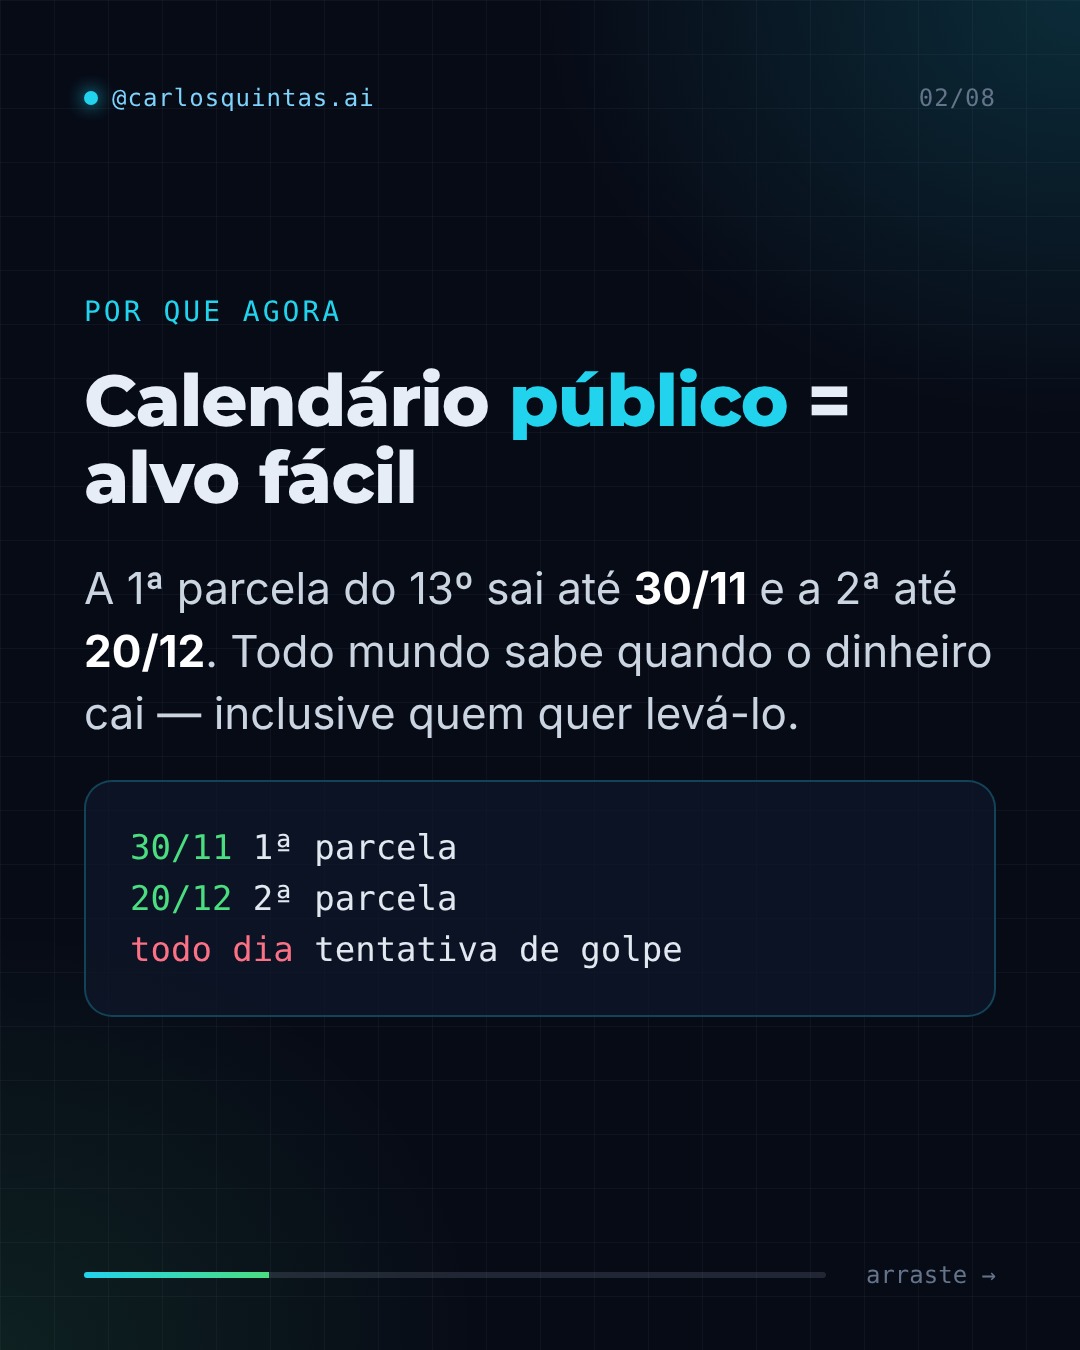 @carlosquintas.ai
02/08
POR QUE AGORA
Calendário público =
alvo fácil
A 1ª parcela do 13º sai até 30/11 e a 2ª até
20/12. Todo mundo sabe quando o dinheiro
cai — inclusive quem quer levá-lo.
30/11 1ª parcela
20/12 2ª parcela
todo dia tentativa de golpe
arraste →